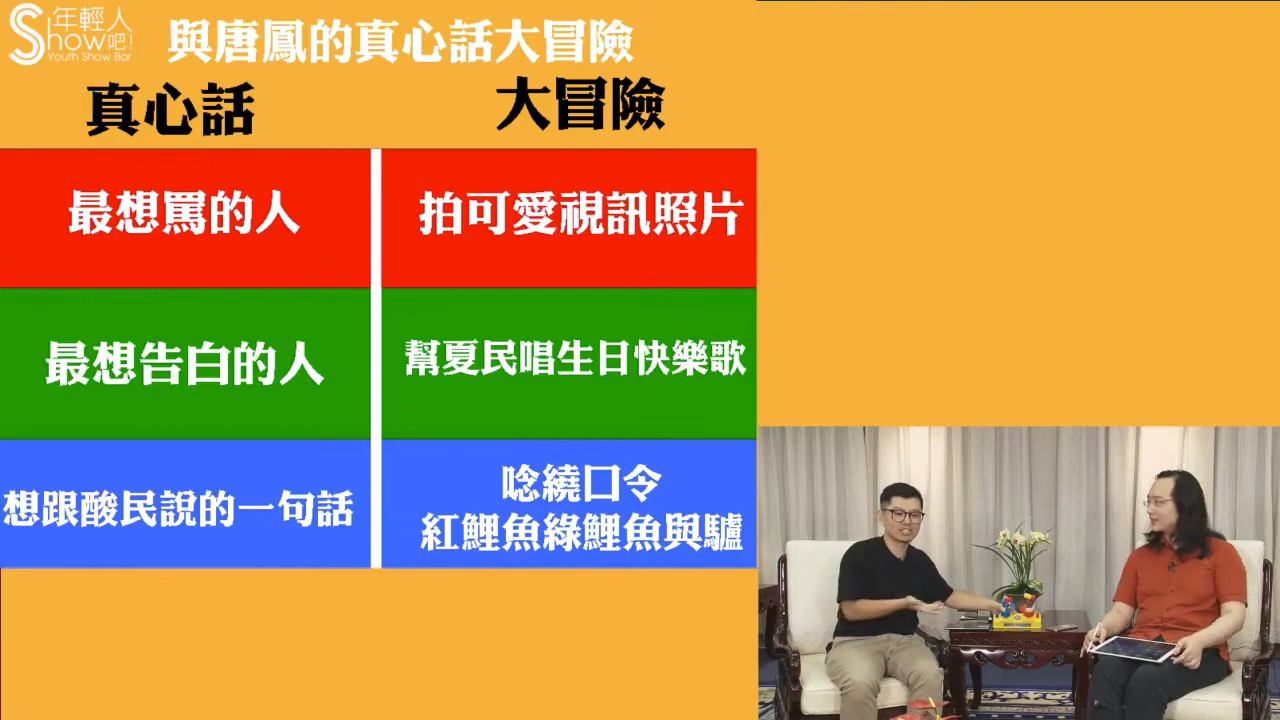 年輕人
Show吧!
Youth Show Bar
與唐鳳的真心話大冒險
真心話
大冒險
最想罵的人
拍可愛視訊照片
最想告白的人
幫夏民唱生日快樂歌
想跟酸民說的一句話
唸繞口令
紅鯉魚綠鯉魚與驢